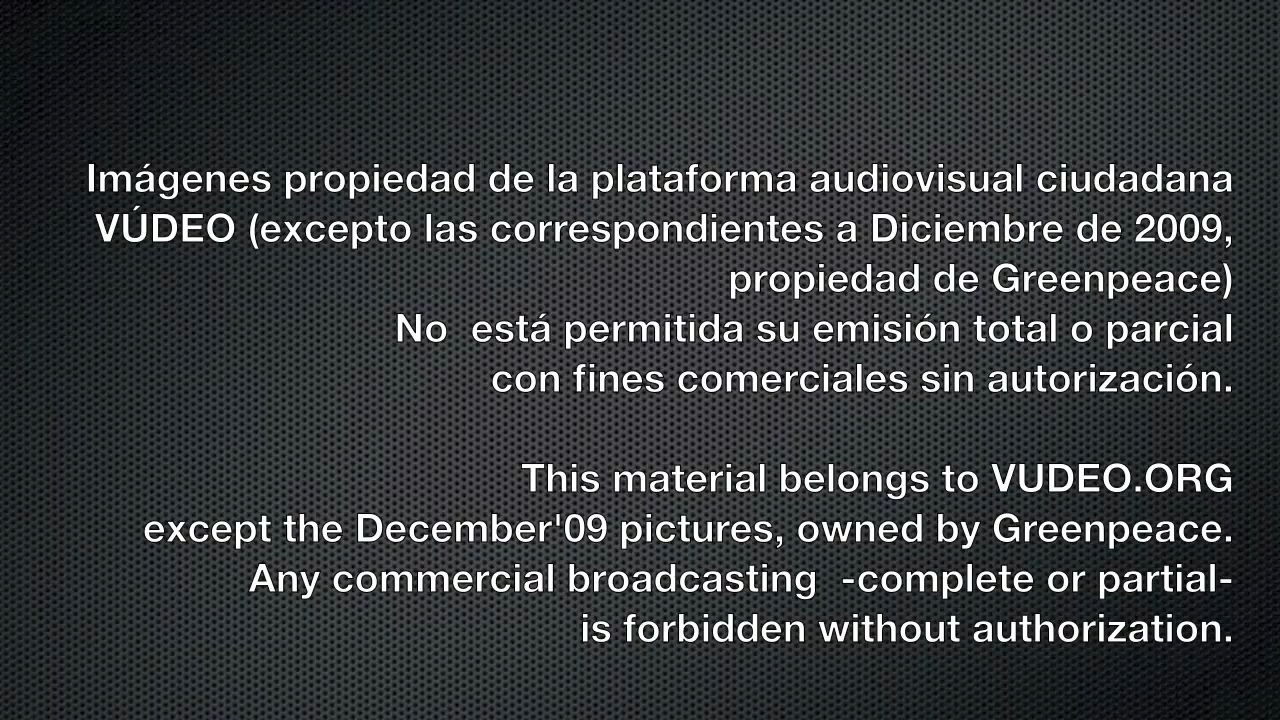 Imágenes propiedad de la plataforma audiovisual ciudadana
VÚDEO (excepto las correspondientes a Diciembre de 2009,
propiedad de Greenpeace)
No  está permitida su emisión total o parcial
con fines comerciales sin autorización.
This material belongs to VUDEO.ORG
except the December'09 pictures, owned by Greenpeace.
Any commercial broadcasting  -complete or partial-
is forbidden without authorization.